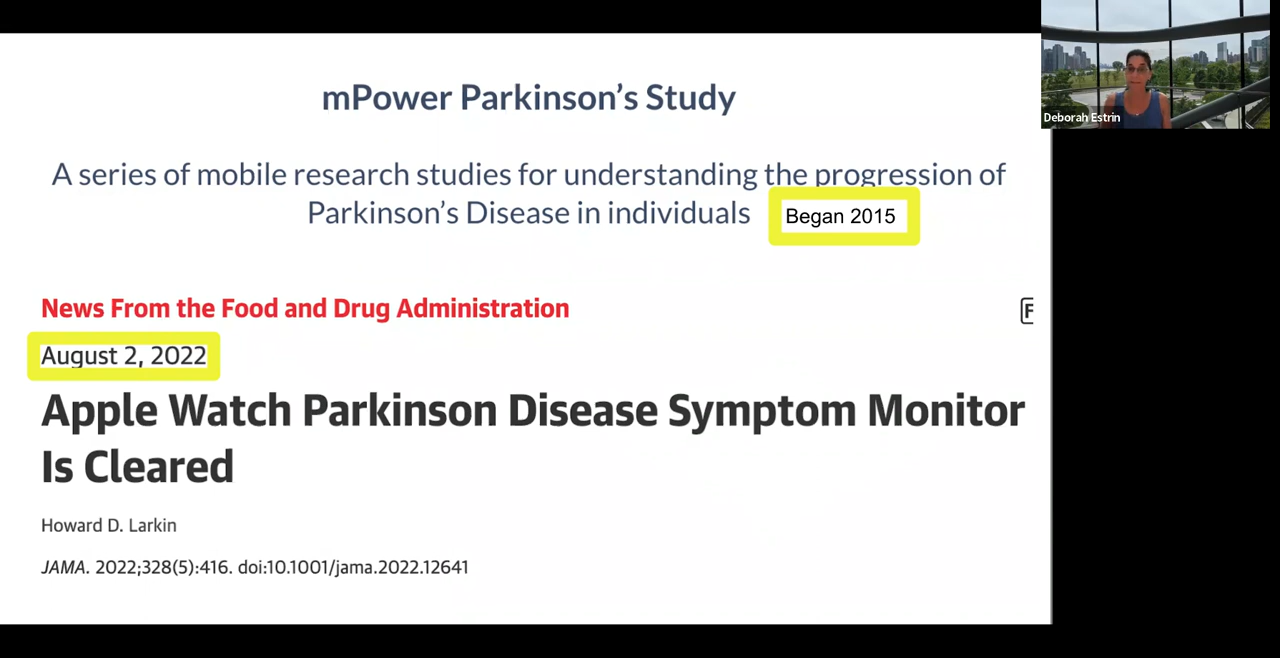 mPower Parkinson's Study
A series of mobile research studies for understanding the progression of
Parkinson's Disease in individuals
Began 2015
News From the Food and Drug Administration
F
August 2, 2022
Apple Watch Parkinson Disease Symptom Monitor
Is Cleared
Howard D. Larkin
JAMA. 2022;328(5):416. doi:10.1001/jama.2022.12641
Deborah Estrin